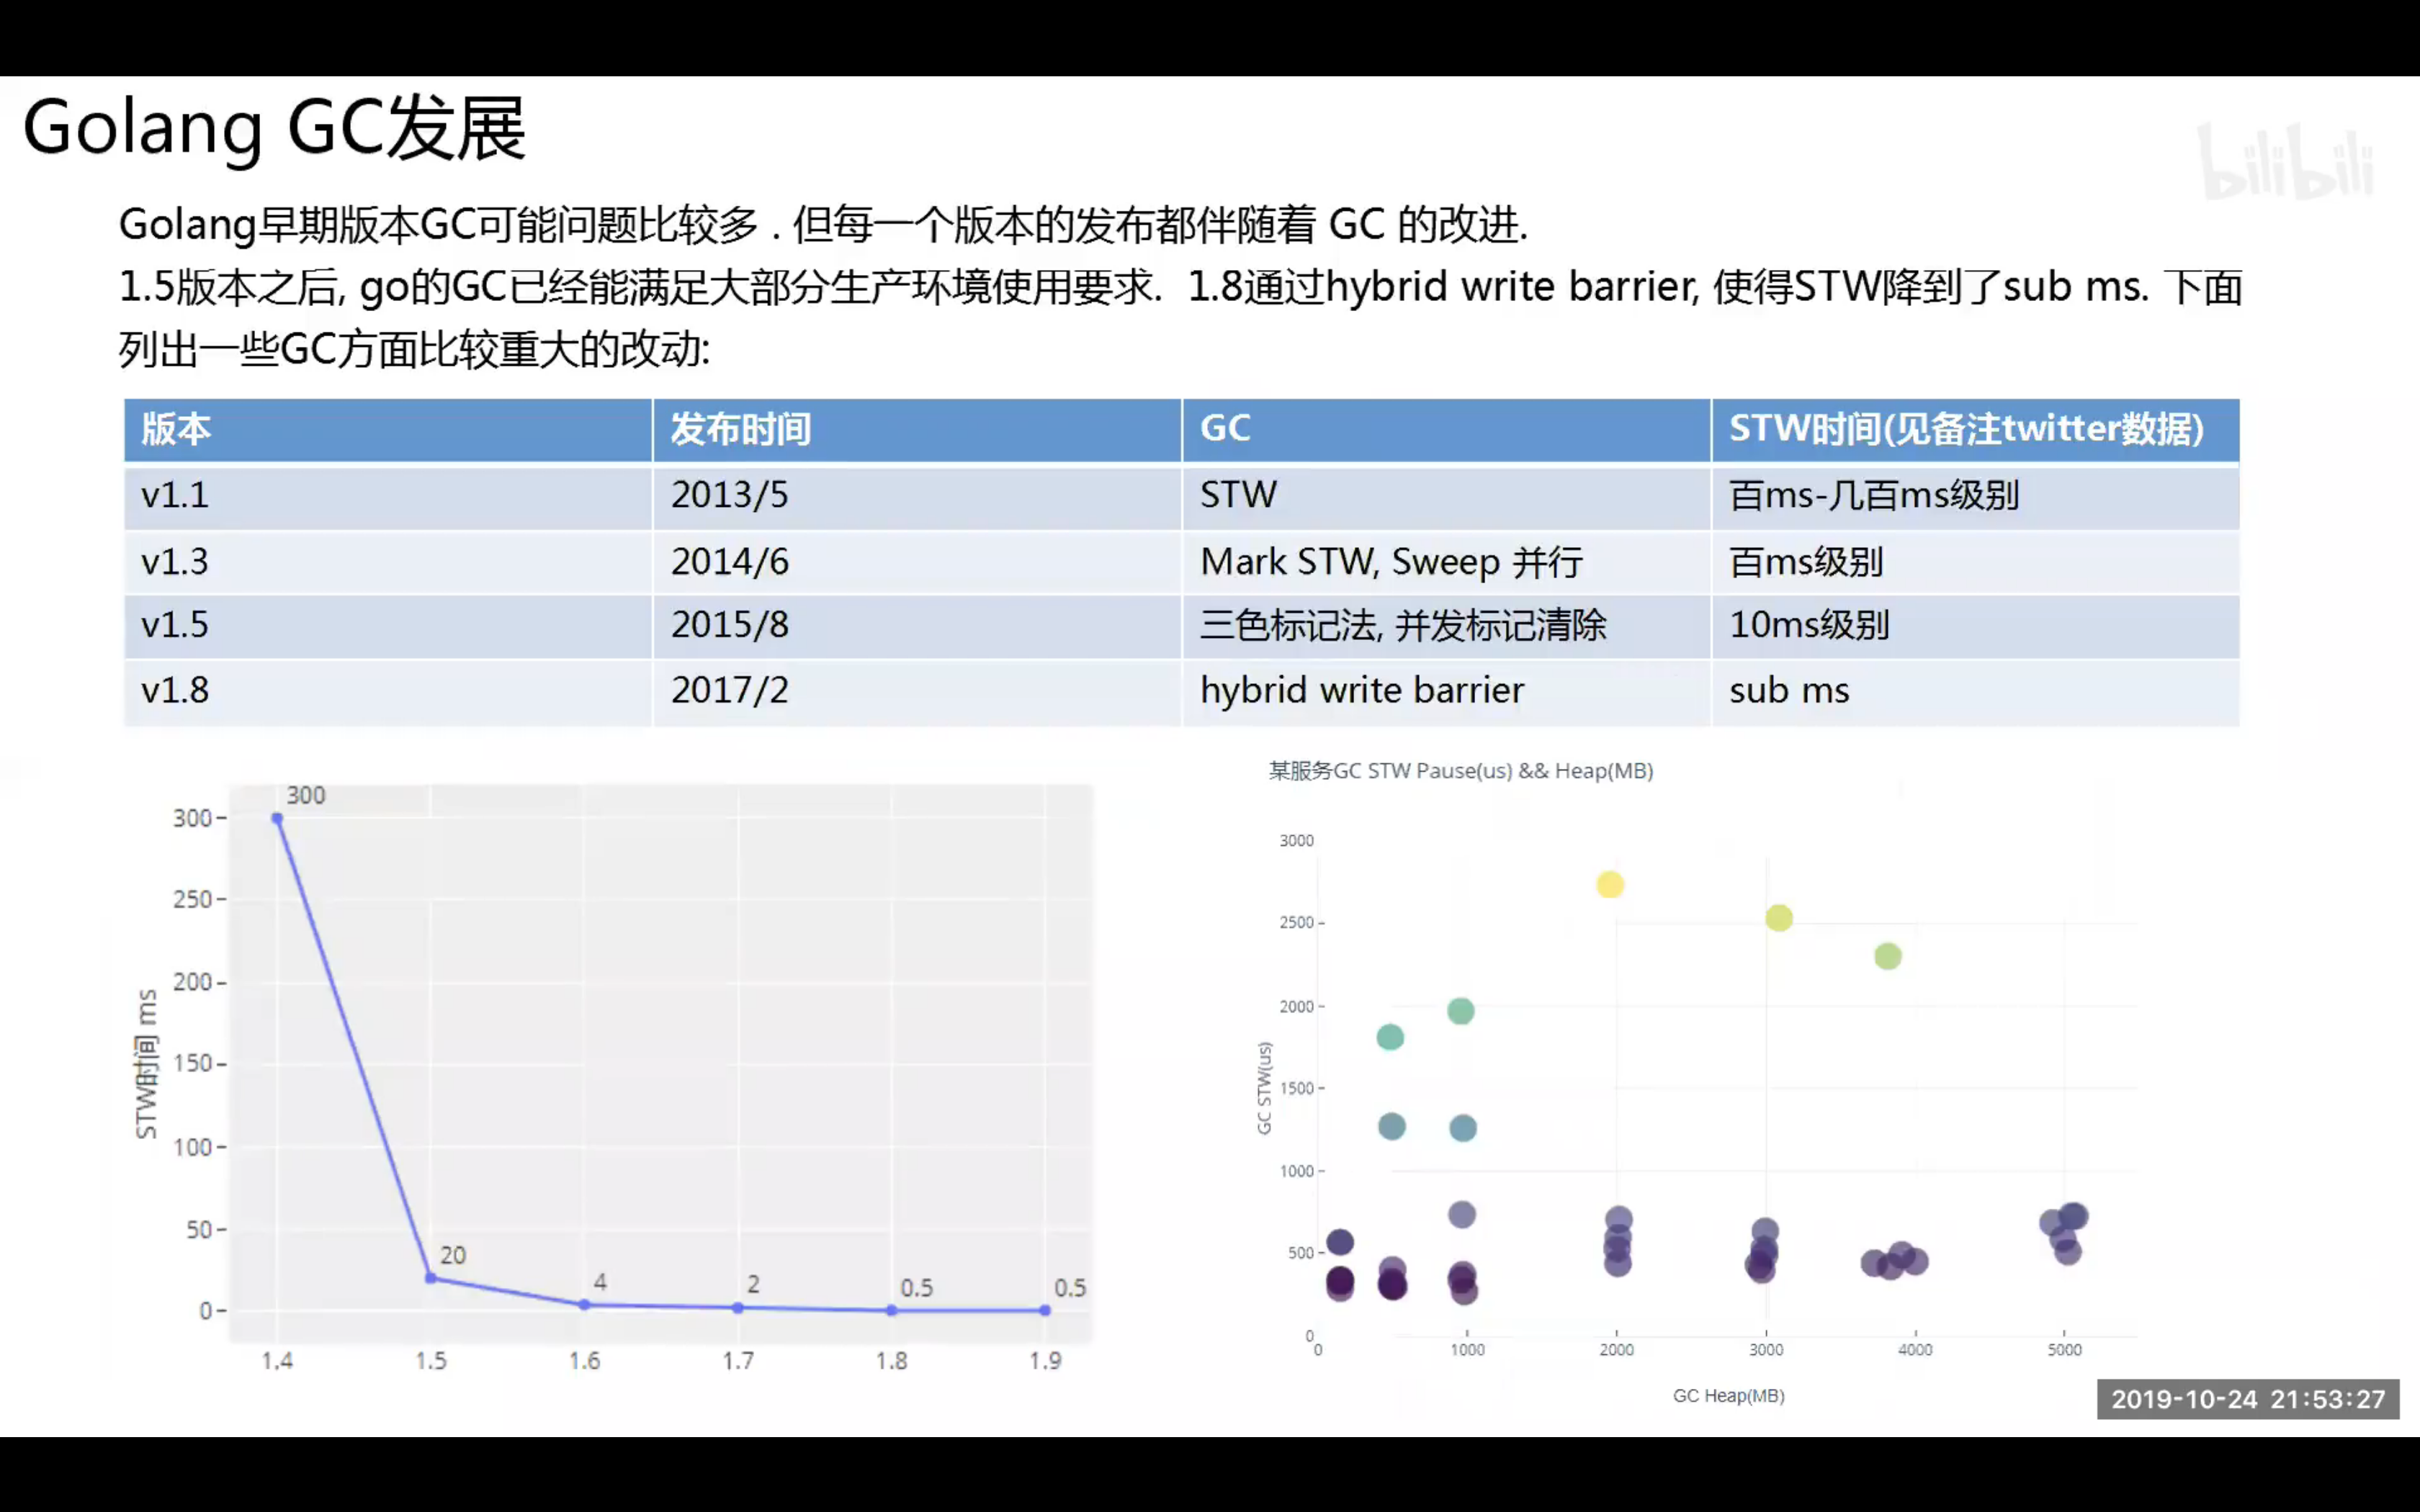 Golang GC发展
bilibili
Golang早期版本GC可能问题比较多 . 但每一个版本的发布都伴随着 GC 的改进.
1.5版本之后, go的GC已经能满足大部分生产环境使用要求. 1.8通过hybrid write barrier, 使得STW降到了sub ms. 下面
列出一些GC方面比较重大的改动:
版本 发布时间 GC STW时间(见备注twitter数据)
v1.1 2013/5 STW 百ms-几百ms级别
v1.3 2014/6 Mark STW, Sweep 并行 百ms级别
v1.5 2015/8 三色标记法, 并发标记清除 10ms级别
v1.8 2017/2 hybrid write barrier sub ms
STW时间 ms
300
250
200
150
100
50
0
300
20
4
2
0.5
0.5
1.4 1.5 1.6 1.7 1.8 1.9
某服务GC STW Pause(us) && Heap(MB)
GC STW(us)
3000
2500
2000
1500
1000
500
0
0 1000 2000 3000 4000 5000
GC Heap(MB)
2019-10-24 21:53:27